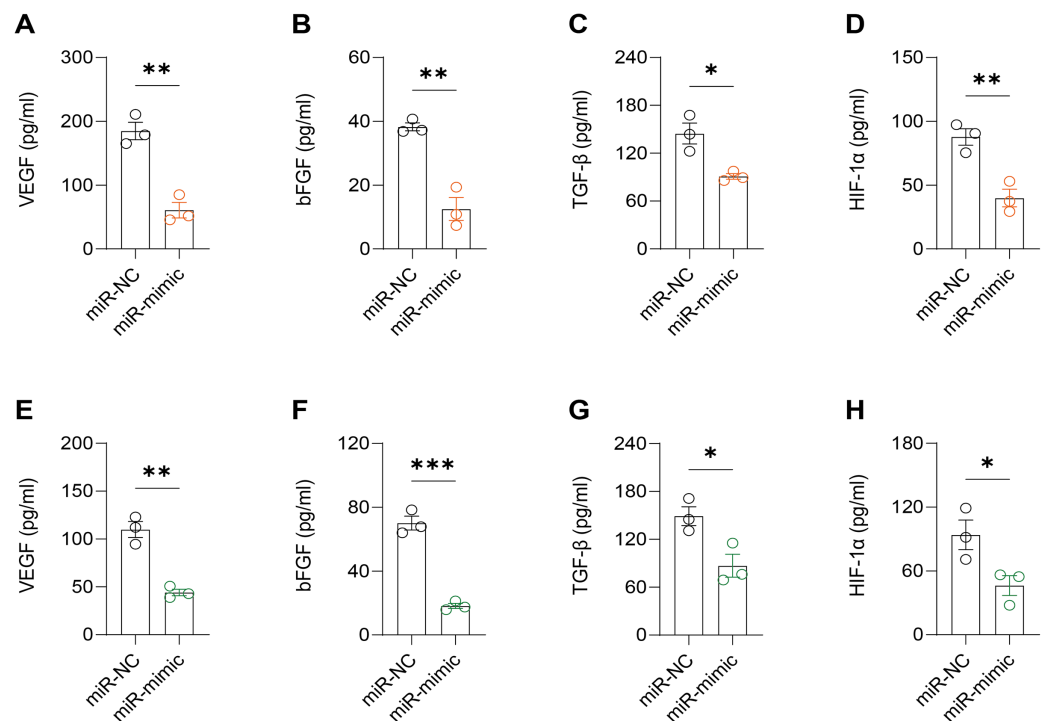 A
VEGF (pg/ml)
300
200
100
0
**
miR-NC
miR-mimic
B
bFGF (pg/ml)
60
40
20
0
**
miR-NC
miR-mimic
C
TGF-β (pg/ml)
240
180
120
60
0
*
miR-NC
miR-mimic
D
HIF-1α (pg/ml)
150
100
50
0
**
miR-NC
miR-mimic
E
VEGF (pg/ml)
200
150
100
50
0
**
miR-NC
miR-mimic
F
bFGF (pg/ml)
120
80
40
0
***
miR-NC
miR-mimic
G
TGF-β (pg/ml)
240
180
120
60
0
*
miR-NC
miR-mimic
H
HIF-1α (pg/ml)
180
120
60
0
*
miR-NC
miR-mimic